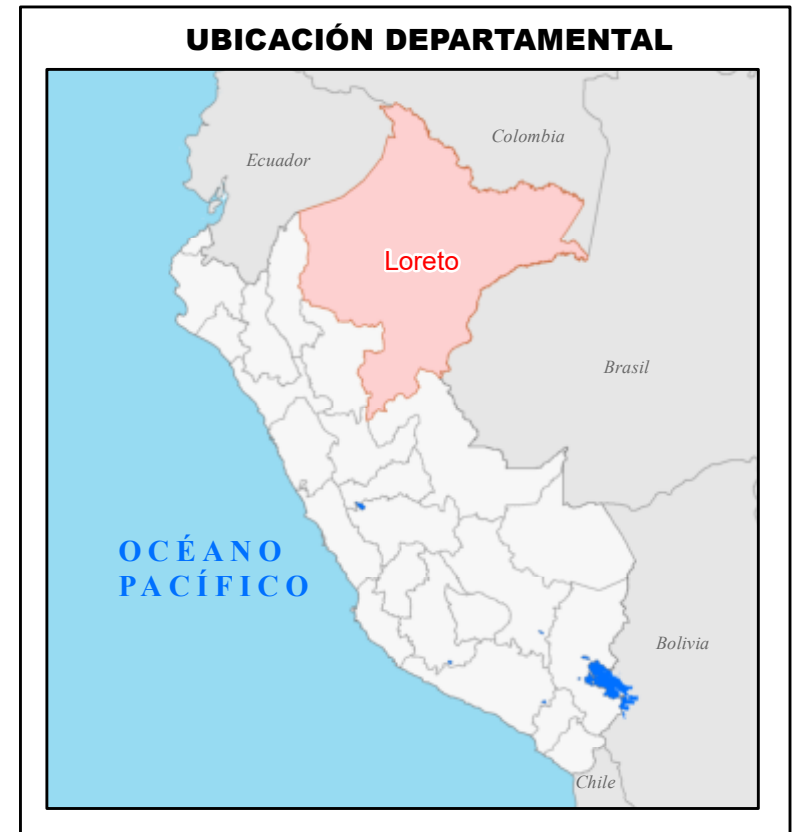 UBICACIÓN DEPARTAMENTAL
Colombia
Ecuador
Loreto
Brasil
OCÉANO
PACÍFICO
Bolivia
Chile